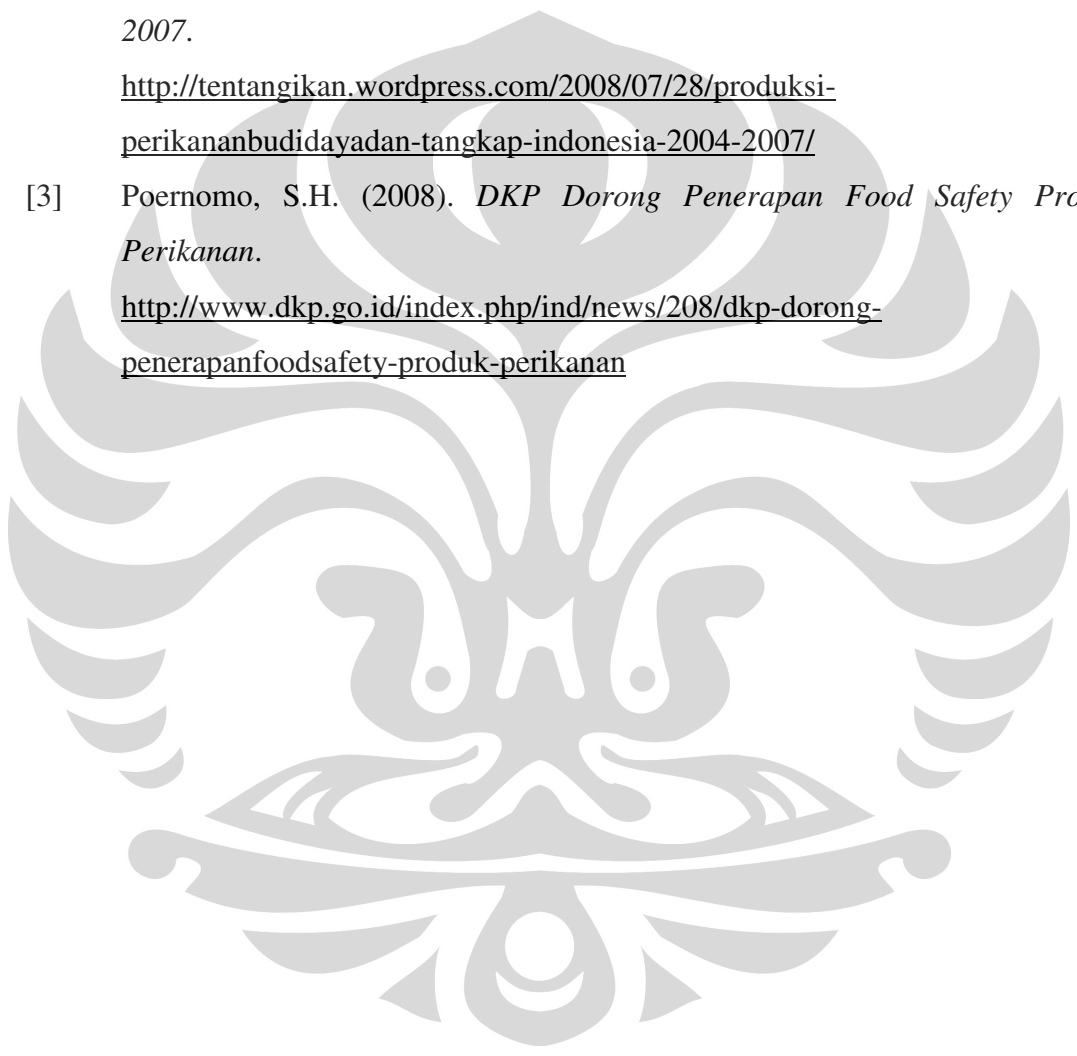 2007.
http://tentangikan.wordpress.com/2008/07/28/produksi-
perikananbudidayadan-tangkap-indonesia-2004-2007/
[3] Poernomo, S.H. (2008). DKP Dorong Penerapan Food Safety Pro
Perikanan.
http://www.dkp.go.id/index.php/ind/news/208/dkp-dorong-
penerapanfoodsafety-produk-perikanan